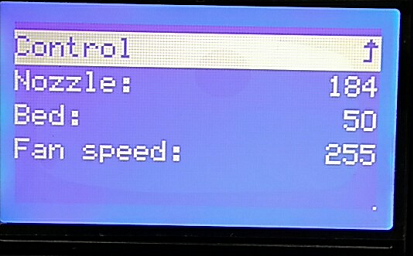 Control
Nozzle: 184
Bed: 50
Fan speed: 255
.